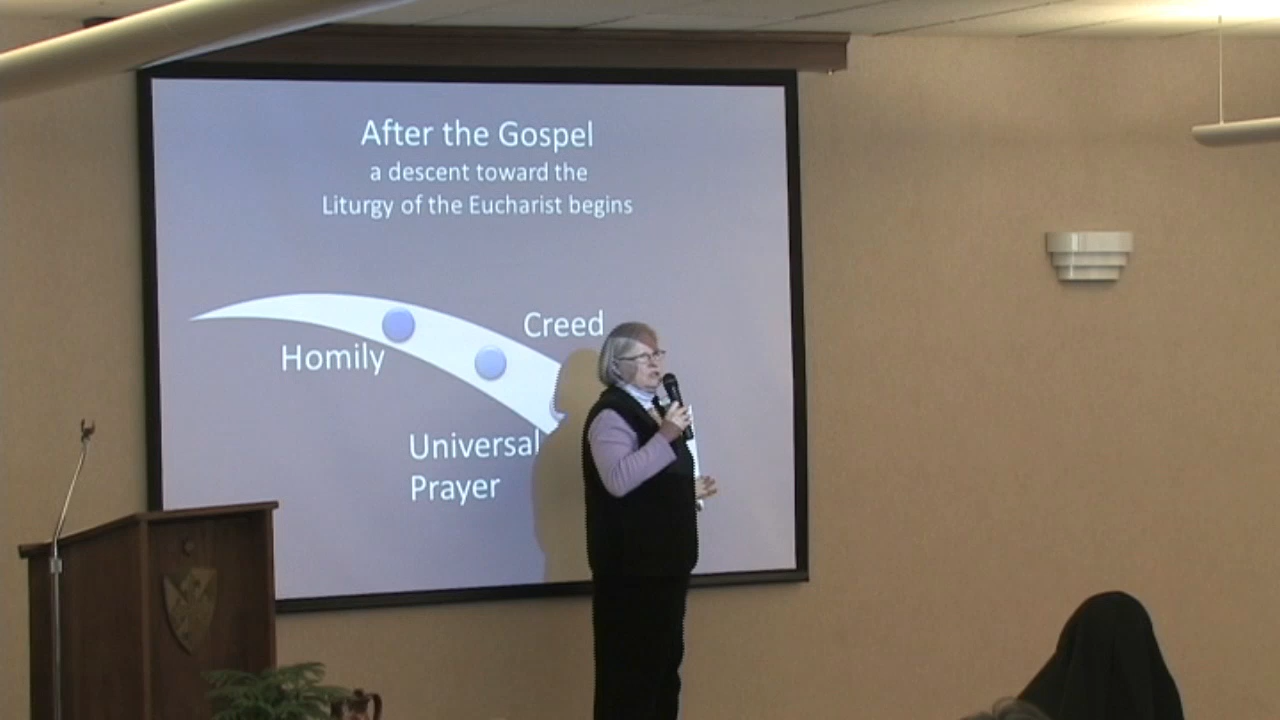 After the Gospel
a descent toward the
Liturgy of the Eucharist begins
Creed
Homily
Universal
Prayer